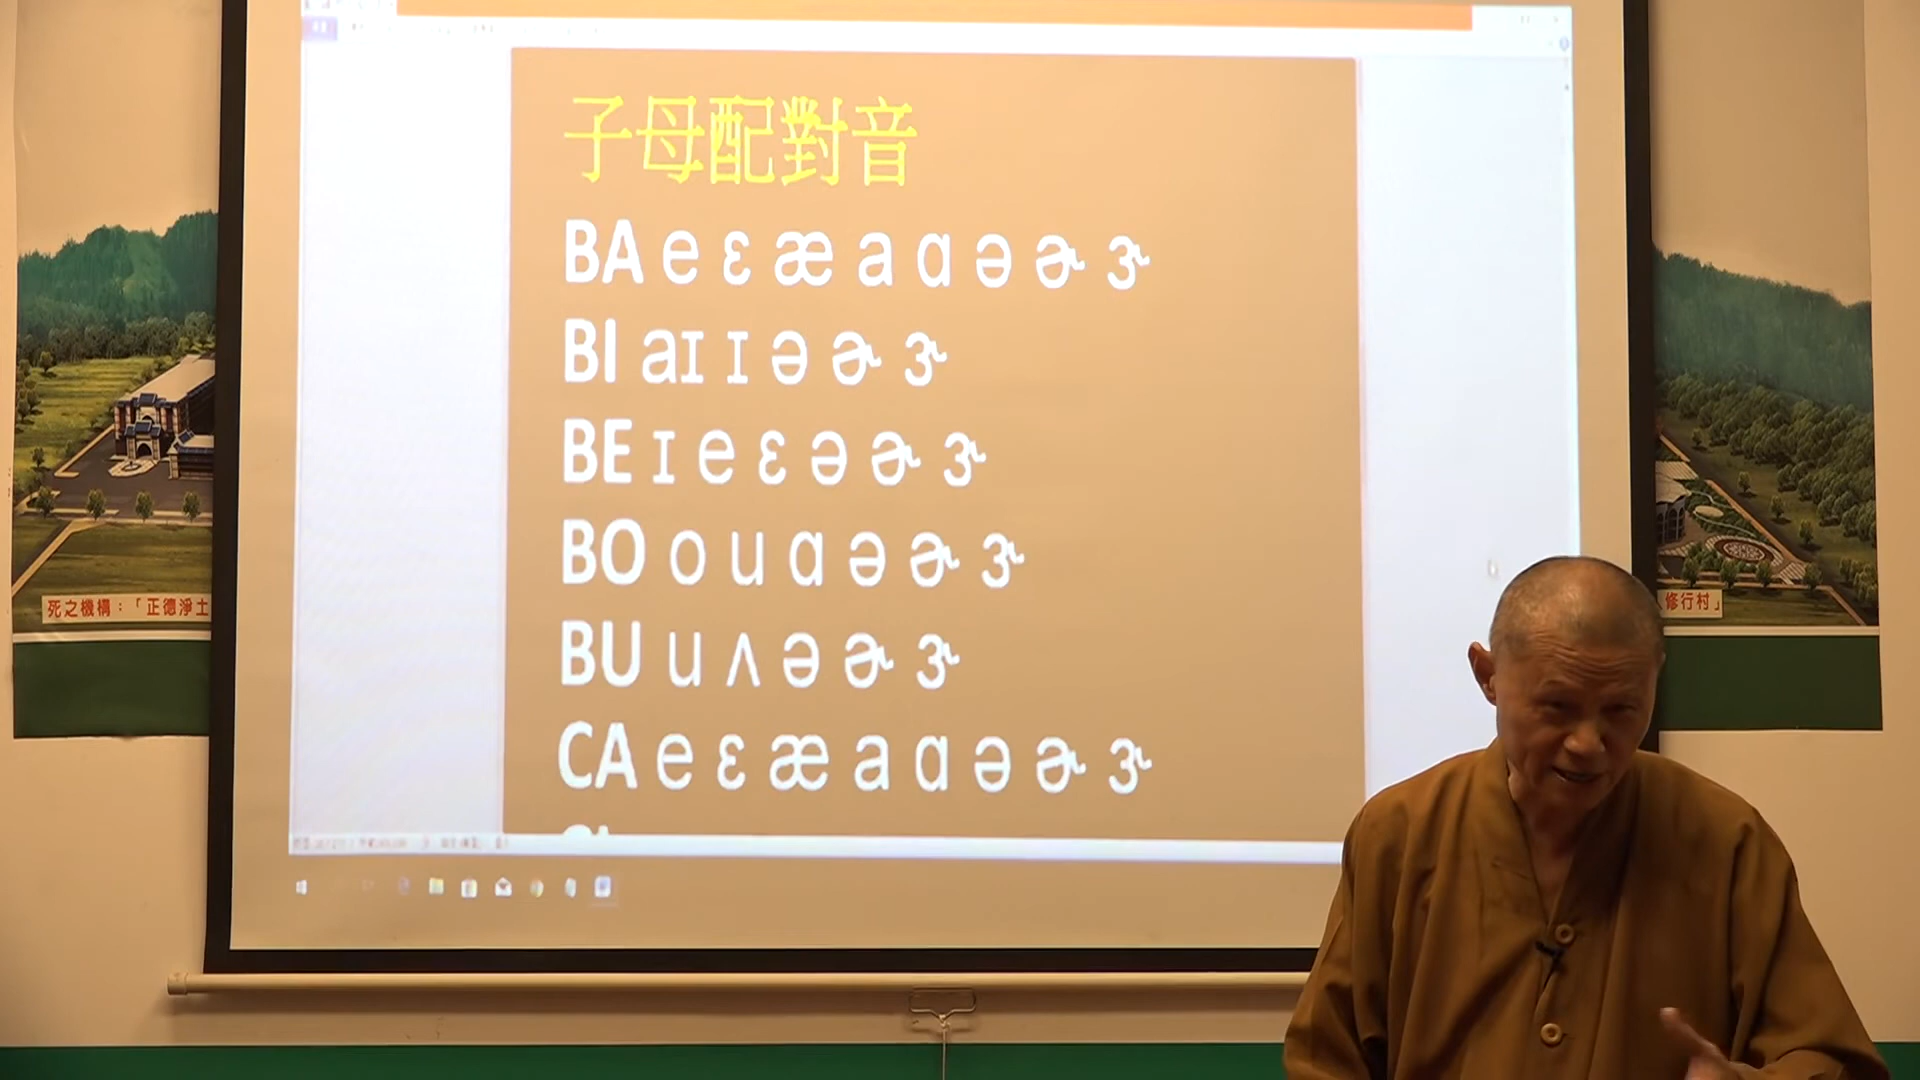 子母配對音
BA e ɛ æ a ɑ ə ɚ ɝ
BI aɪ ɪ ə ɚ ɝ
BE ɪ e ɛ ə ɚ ɝ
BO o u ɑ ə ɚ ɝ
BU u ʌ ə ɚ ɝ
CA e ɛ æ a ɑ ə ɚ ɝ
死之機構：「正德淨土
修行村」